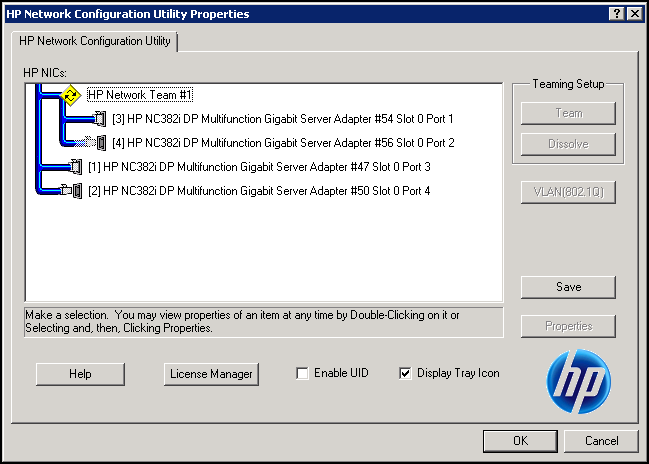 HP Network Configuration Utility Properties
HP Network Configuration Utility
HP NICs:
HP Network Team #1
[3] HP NC382i DP Multifunction Gigabit Server Adapter #54 Slot 0 Port 1
[4] HP NC382i DP Multifunction Gigabit Server Adapter #56 Slot 0 Port 2
[1] HP NC382i DP Multifunction Gigabit Server Adapter #47 Slot 0 Port 3
[2] HP NC382i DP Multifunction Gigabit Server Adapter #50 Slot 0 Port 4
Teaming Setup
Team
Dissolve
VLAN(802.1Q)
Save
Properties
Make a selection. You may view properties of an item at any time by Double-Clicking on it or
Selecting and, then, Clicking Properties.
Help
License Manager
Enable UID
Display Tray Icon
hp
OK
Cancel